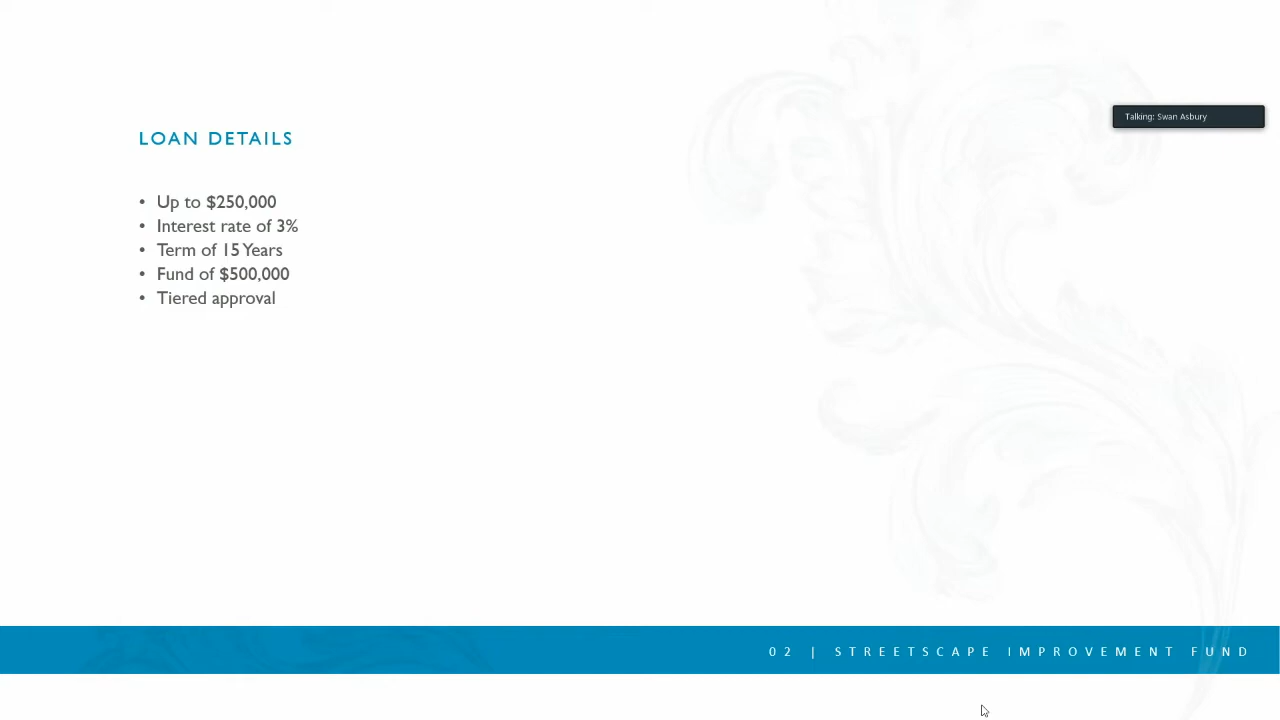 LOAN DETAILS
Talking: Swan Asbury
• Up to $250,000
• Interest rate of 3%
• Term of 15 Years
• Fund of $500,000
• Tiered approval
02 | STREETSCAPE IMPROVEMENT FUND